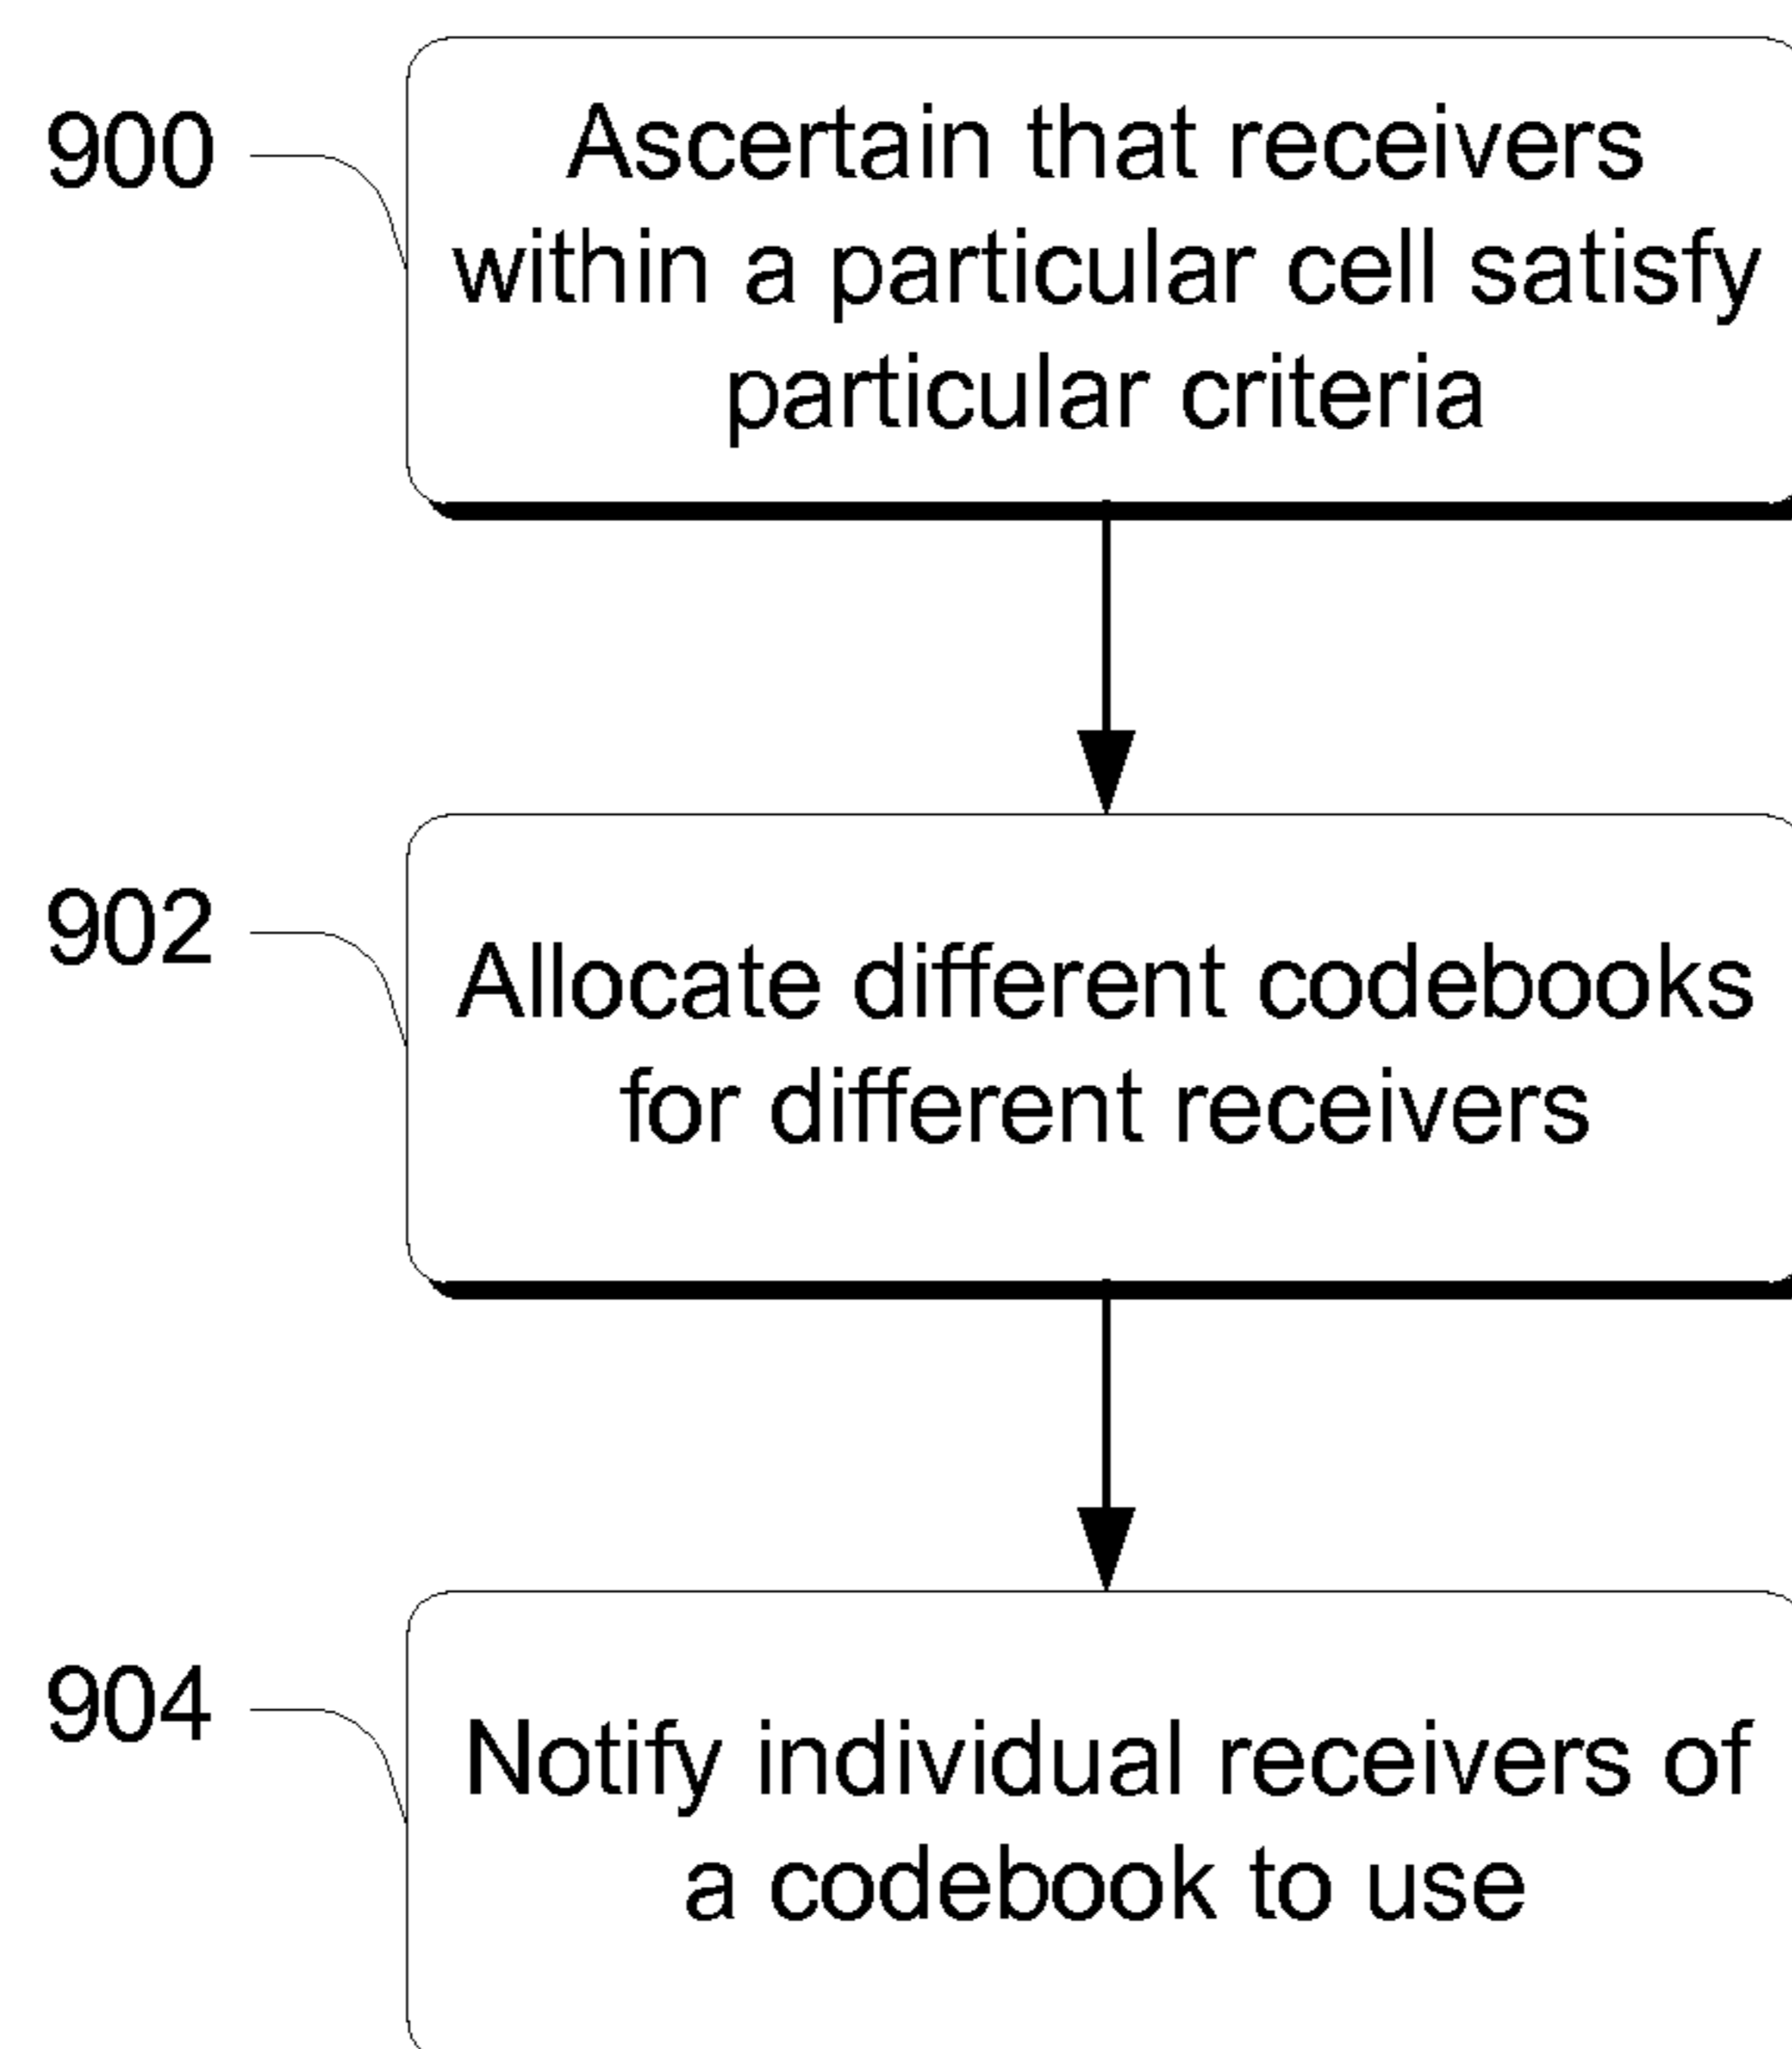 900
Ascertain that receivers
within a particular cell satisfy
particular criteria
902
Allocate different codebooks
for different receivers
904
Notify individual receivers of
a codebook to use